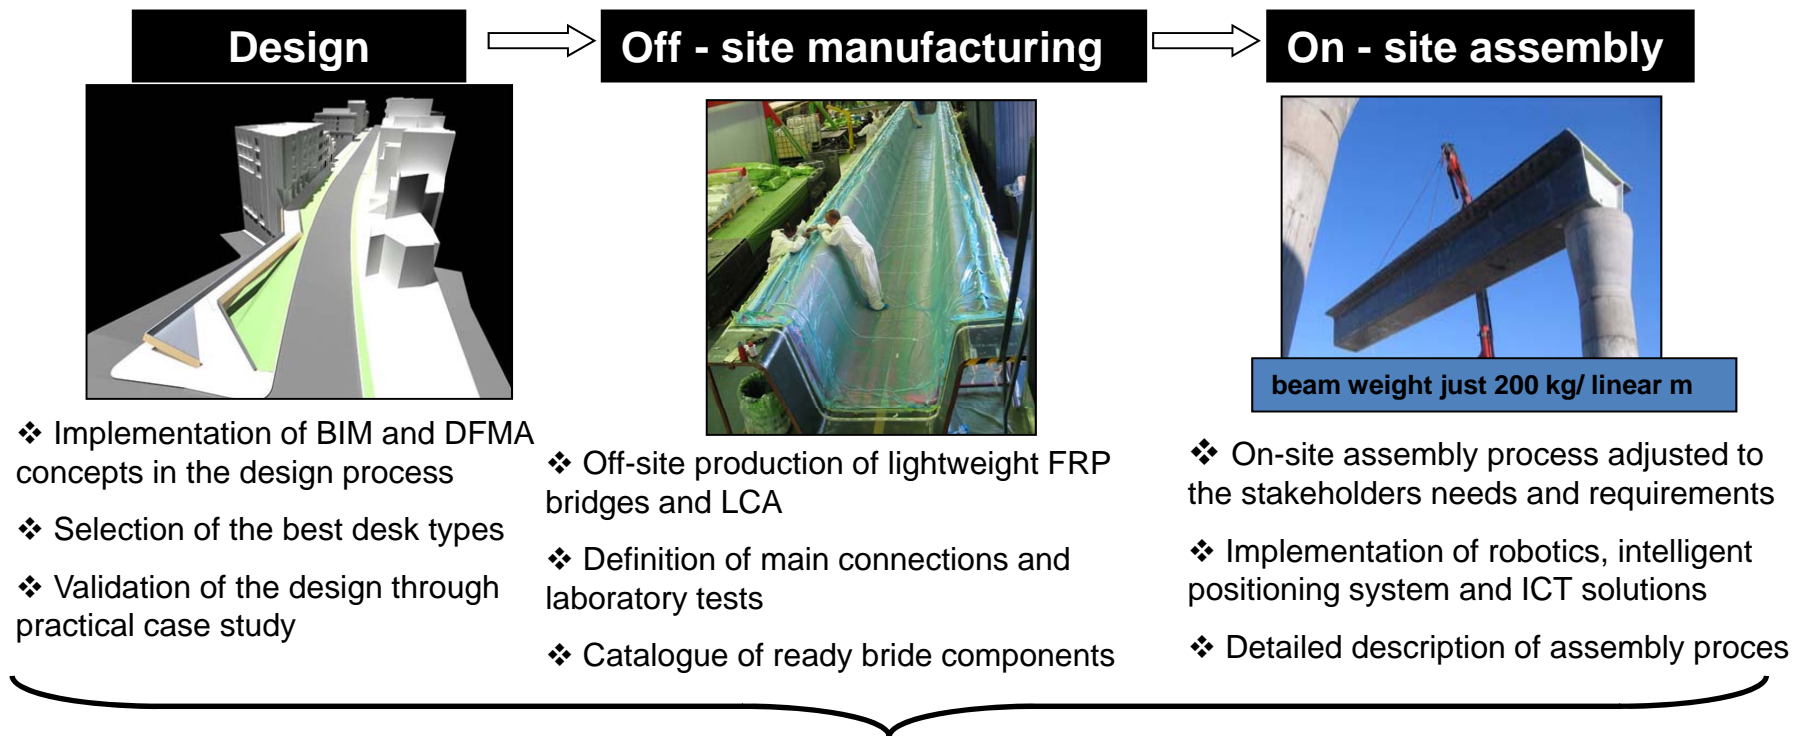 Design
Off - site manufacturing
On - site assembly
beam weight just 200 kg/ linear m
❖ Implementation of BIM and DFMA
concepts in the design process
❖ Selection of the best desk types
❖ Validation of the design through
practical case study
❖ Off-site production of lightweight FRP
bridges and LCA
❖ Definition of main connections and
laboratory tests
❖ Catalogue of ready bride components
❖ On-site assembly process adjusted to
the stakeholders needs and requirements
❖ Implementation of robotics, intelligent
positioning system and ICT solutions
❖ Detailed description of assembly proces